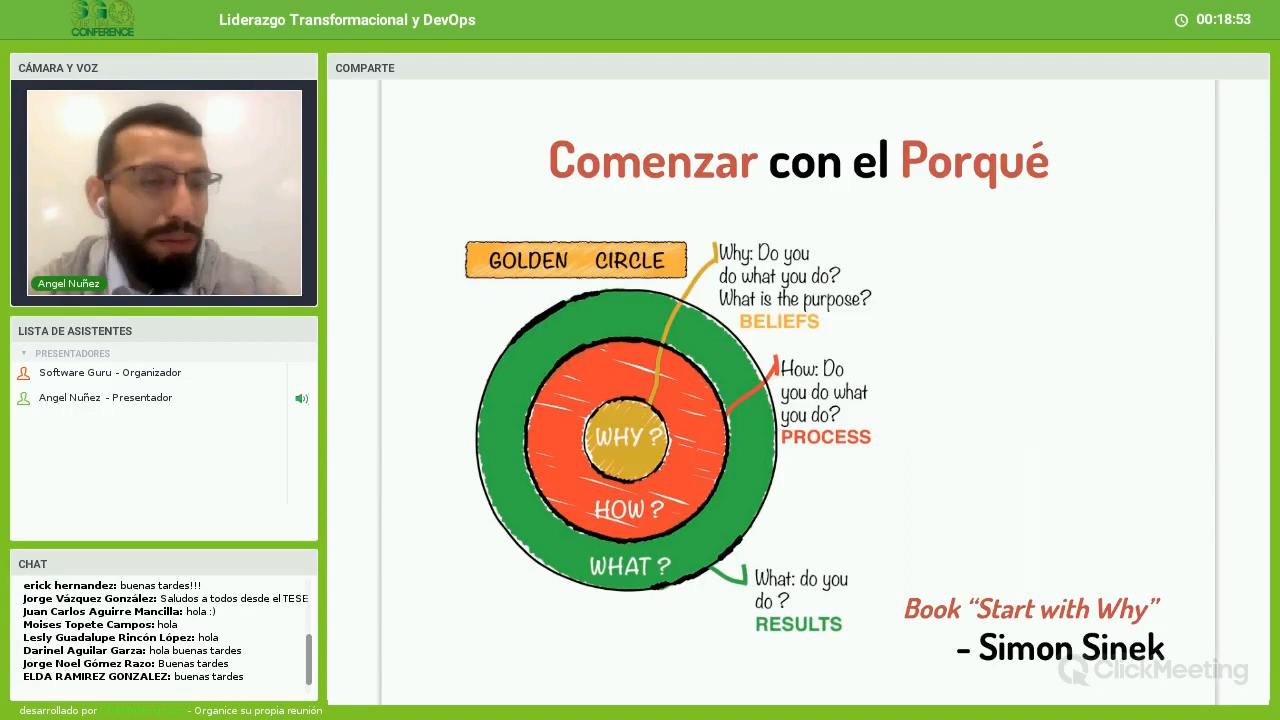 SG
VIRTUAL
CONFERENCE
Liderazgo Transformacional y DevOps
00:18:53
CÁMARA Y VOZ
Angel Nuñez
LISTA DE ASISTENTES
PRESENTADORES
Software Guru - Organizador
Angel Nuñez - Presentador
CHAT
erick hernandez: buenas tardes!!!
Jorge Vázquez González: Saludos a todos desde el TESE
Juan Carlos Aguirre Mancilla: hola :)
Moises Topete Campos: hola
Lesly Guadalupe Rincón López: hola
Darinel Aguilar Garza: hola buenas tardes
Jorge Noel Gómez Razo: Buenas tardes
ELDA RAMIREZ GONZALEZ: buenas tardes
desarrollado por - Organice su propia reunión
COMPARTE
Comenzar con el Porqué
GOLDEN CIRCLE
Why: Do you
do what you do?
What is the purpose?
BELIEFS
How: Do
you do what
you do?
PROCESS
WHY ?
HOW ?
WHAT ?
What: do you
do ?
RESULTS
Book “Start with Why”
- Simon Sinek
ClickMeeting